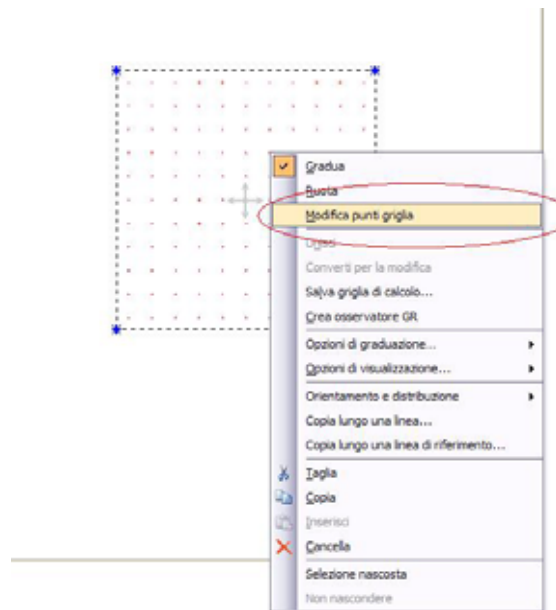 Gradua
Ruota
Modifica punti griglia
Converti per la modifica
Salva griglia di calcolo...
Crea osservatore GR
Opzioni di graduazione...
Opzioni di visualizzazione...
Orientamento e distribuzione
Copia lungo una linea...
Copia lungo una linea di riferimento...
Taglia
Copia
Inserisci
Cancella
Selezione nascosta
Non nascondere